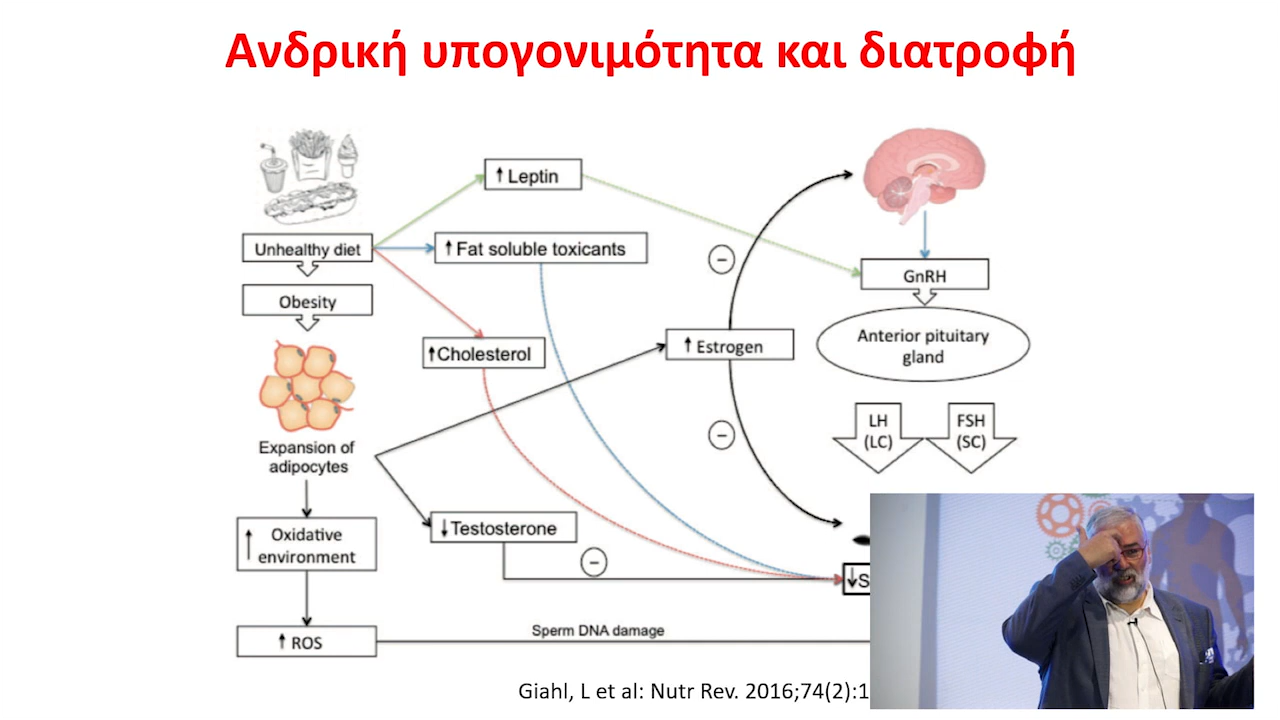 Ανδρική υπογονιμότητα και διατροφή
↑ Leptin
Unhealthy diet
↑ Fat soluble toxicants
GnRH
Obesity
Anterior pituitary
gland
↑ Cholesterol
↑ Estrogen
−
−
LH
(LC)
FSH
(SC)
Expansion of
adipocytes
↑ Oxidative
environment
↓ Testosterone
−
↓S
↑ ROS
Sperm DNA damage
Giahl, L et al: Nutr Rev. 2016;74(2):1